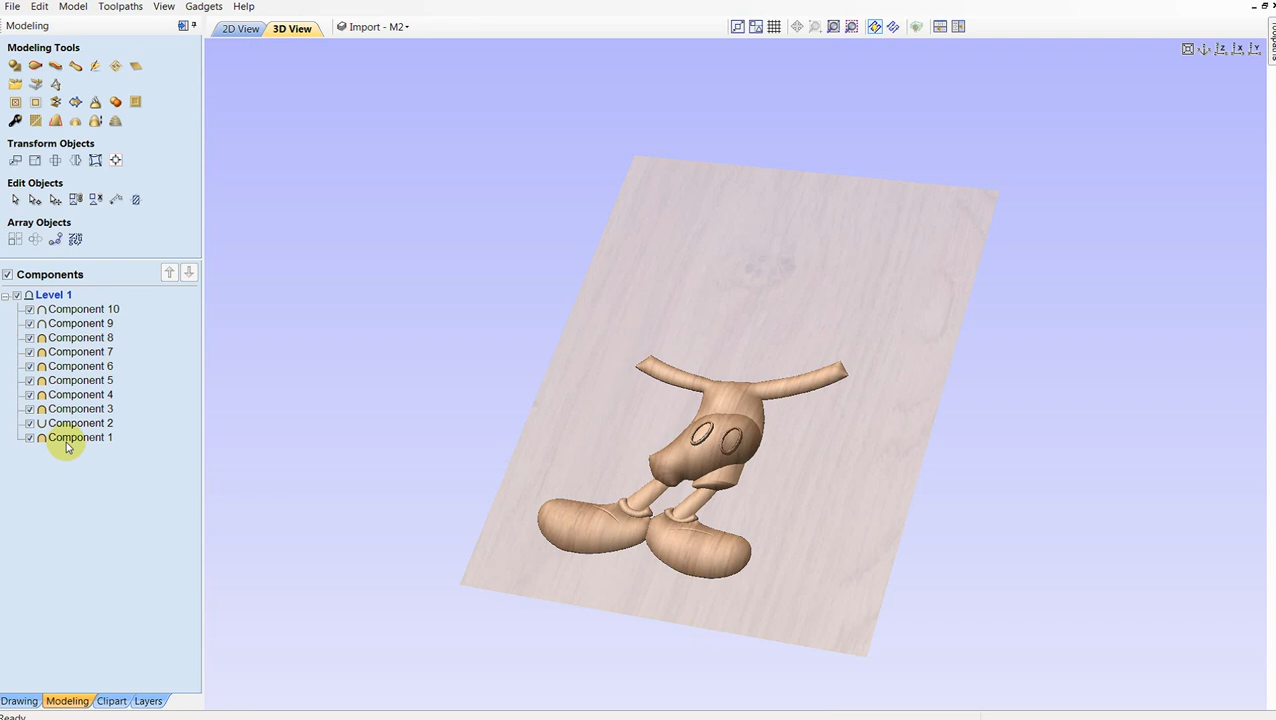 File Edit Model Toolpaths View Gadgets Help
Modeling
2D View 3D View Import - M2
Modeling Tools
Transform Objects
Edit Objects
Array Objects
Components
Level 1
Component 10
Component 9
Component 8
Component 7
Component 6
Component 5
Component 4
Component 3
Component 2
Component 1
Drawing Modeling Clipart Layers
Ready